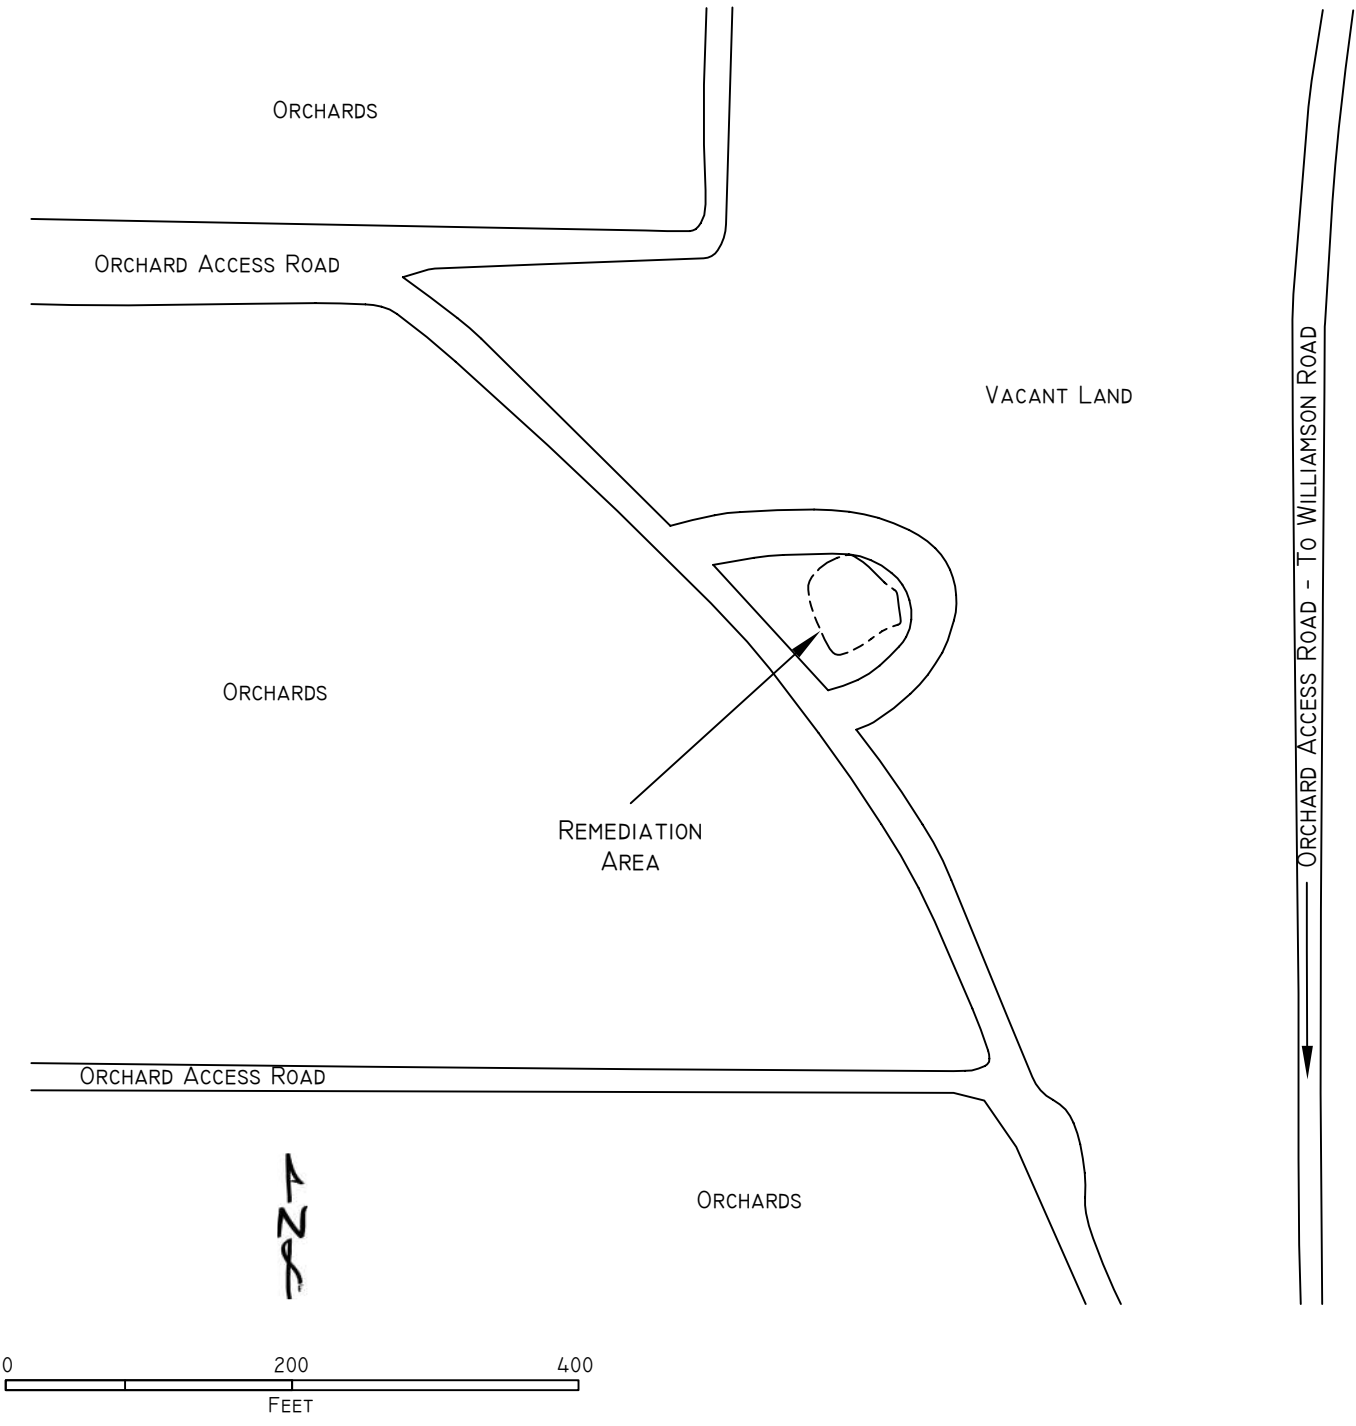 Orchards
Orchard Access Road
Vacant Land
Orchard Access Road - To Williamson Road
Orchards
Remediation
Area
Orchard Access Road
N
Orchards
0 200 400
Feet